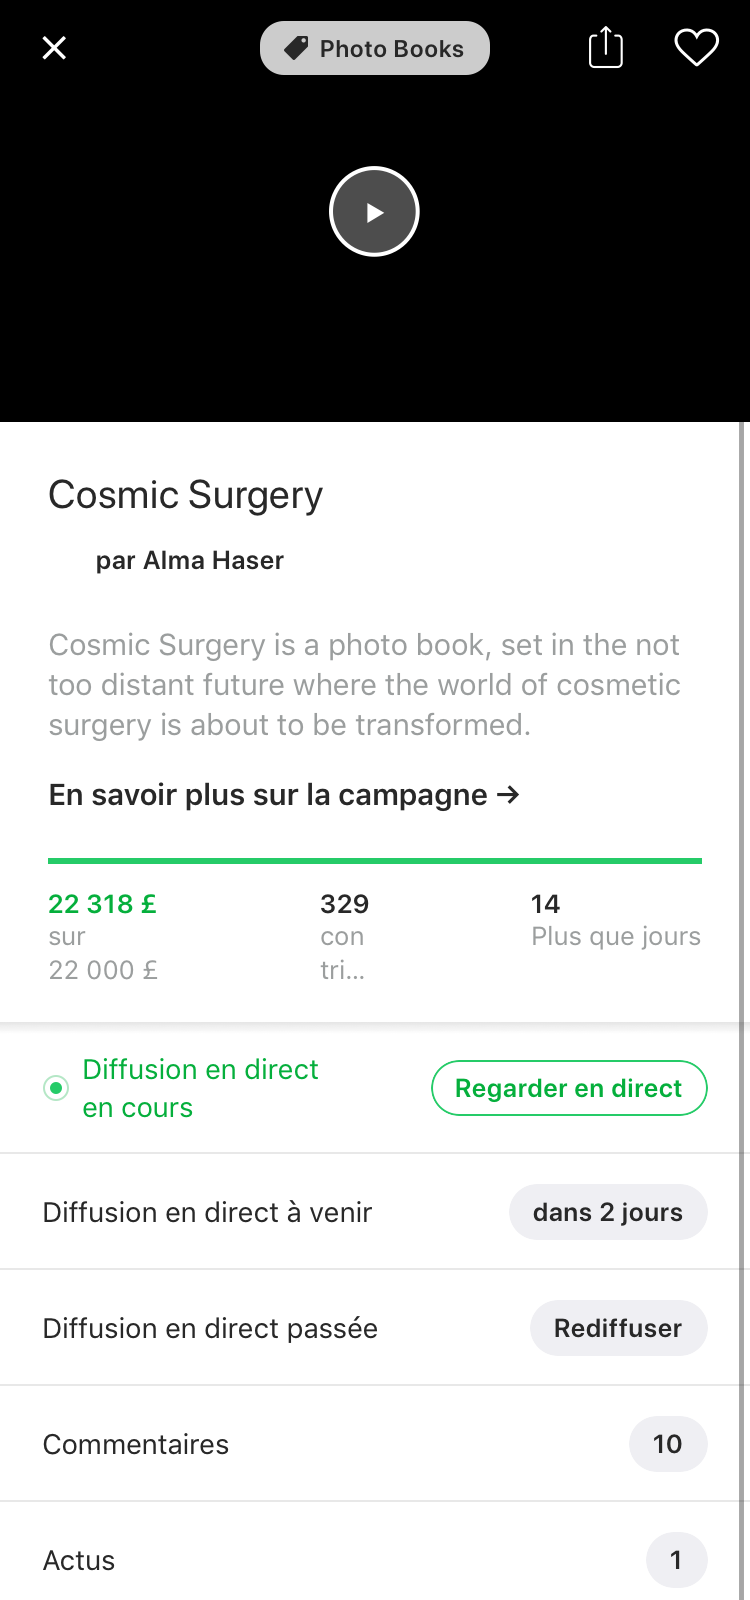 Photo Books
Cosmic Surgery
par Alma Haser
Cosmic Surgery is a photo book, set in the not
too distant future where the world of cosmetic
surgery is about to be transformed.
En savoir plus sur la campagne →
22 318 £
sur
22 000 £
329
con
tri...
14
Plus que jours
Diffusion en direct
en cours
Regarder en direct
Diffusion en direct à venir
dans 2 jours
Diffusion en direct passée
Rediffuser
Commentaires
10
Actus
1